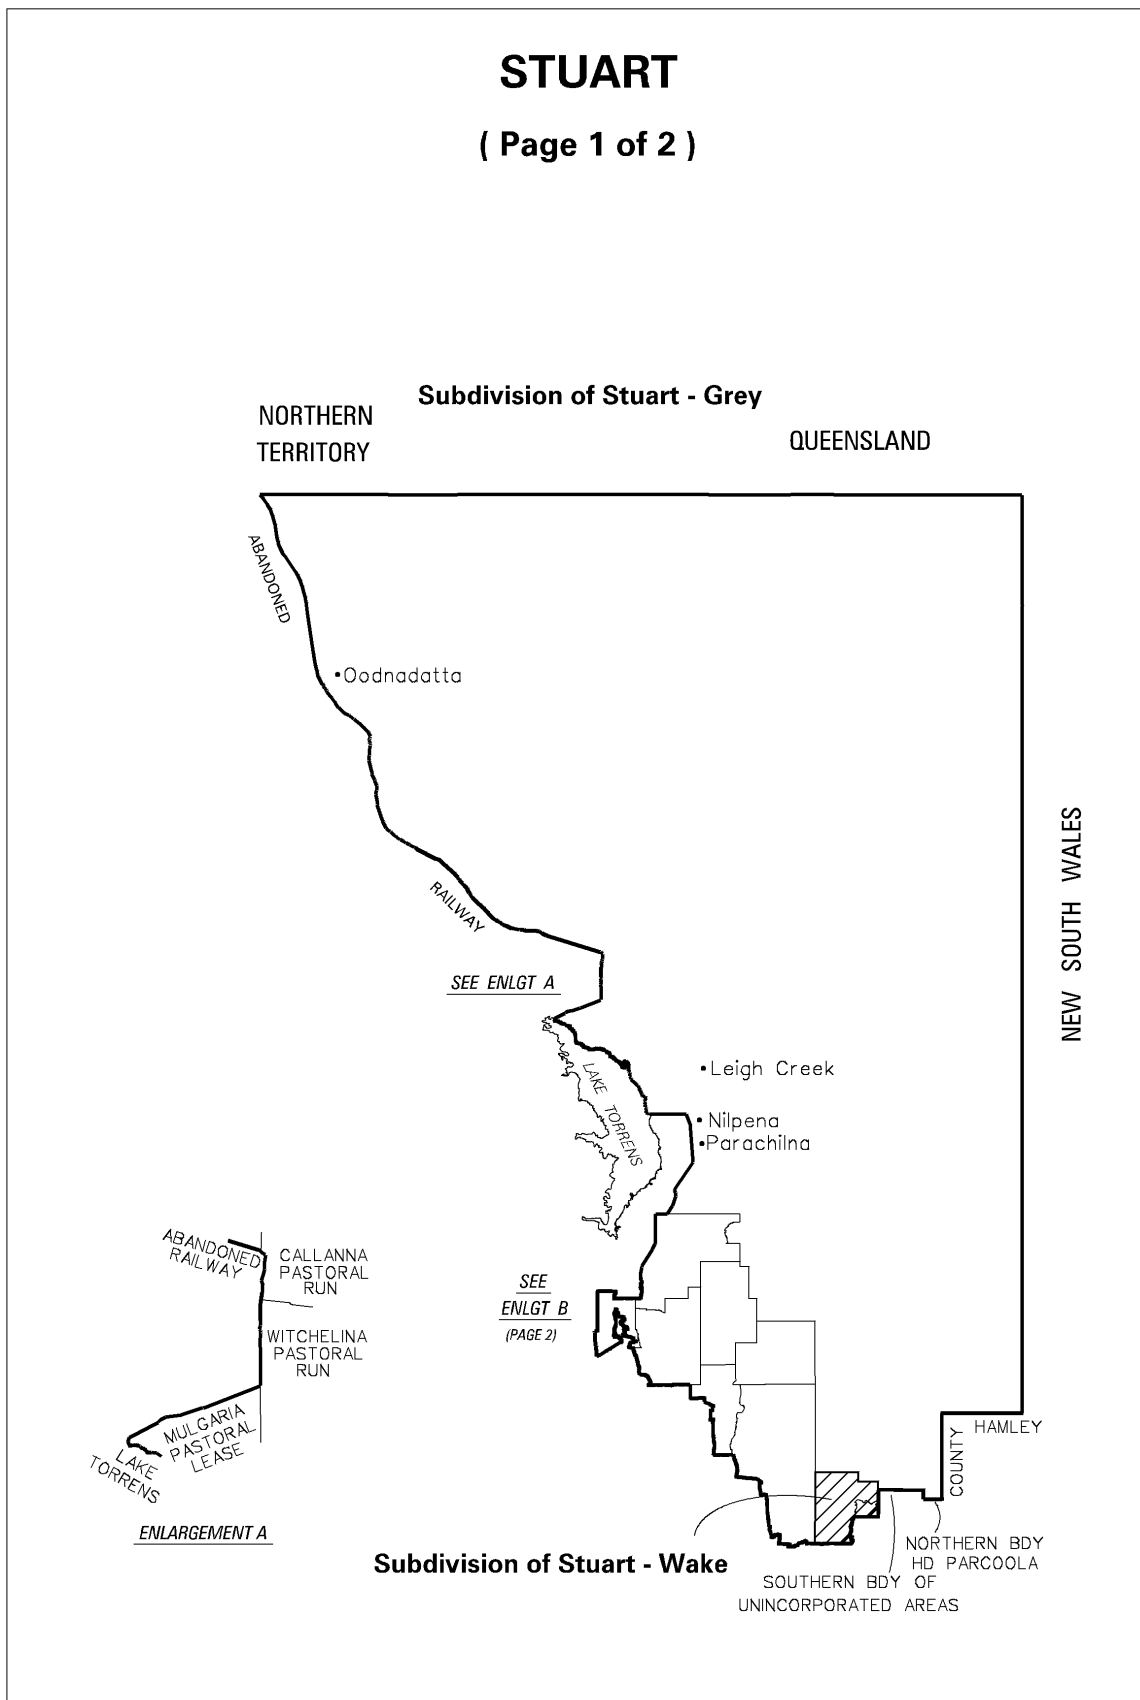 STUART
( Page 1 of 2 )
Subdivision of Stuart - Grey
NORTHERN
TERRITORY
QUEENSLAND
ABANDONED
Oodnadatta
RAILWAY
NEW SOUTH WALES
SEE ENLGT A
LAKE TORRENS
Leigh Creek
Nilpena
Parachilna
ABANDONED
RAILWAY
CALLANNA
PASTORAL
RUN
WITCHELINA
PASTORAL
RUN
MULGARIA
PASTORAL
LEASE
LAKE
TORRENS
ENLARGEMENT A
SEE
ENLGT B
(PAGE 2)
HAMLEY
COUNTY
NORTHERN BDY
HD PARCOOLA
Subdivision of Stuart - Wake
SOUTHERN BDY OF
UNINCORPORATED AREAS